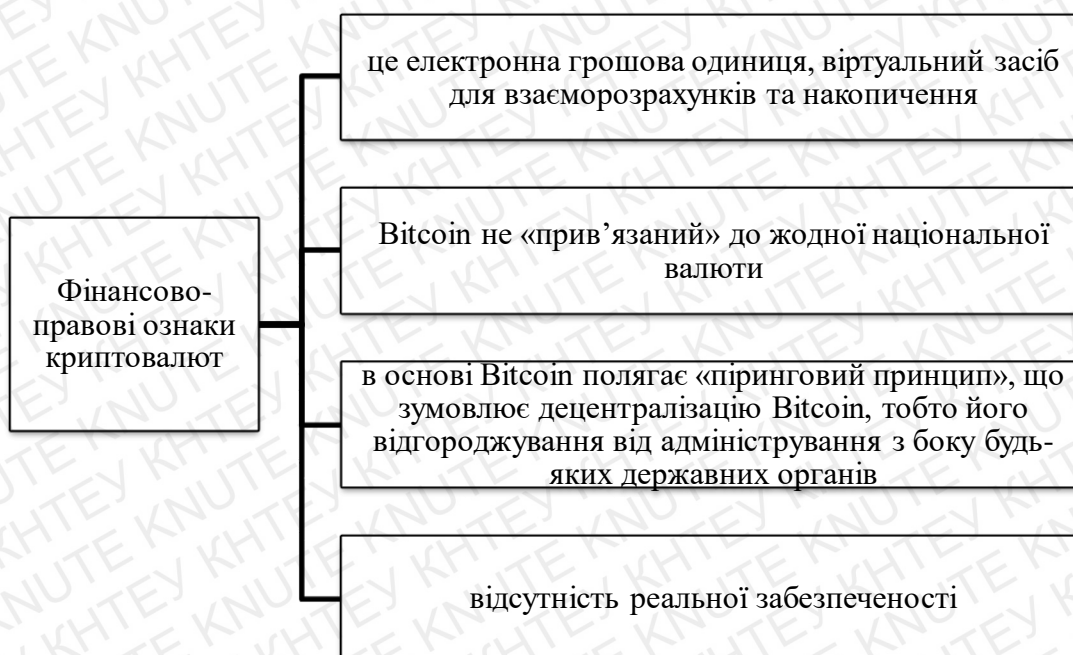 це електронна грошова одиниця, віртуальний засіб
для взаєморозрахунків та накопичення
Bitcoin не «прив’язаний» до жодної національної
валюти
Фінансово-
правові ознаки
криптовалют
в основі Bitcoin полягає «піринговий принцип», що
зумовлює децентралізацію Bitcoin, тобто його
відгороджування від адміністрування з боку будь-
яких державних органів
відсутність реальної забезпеченості